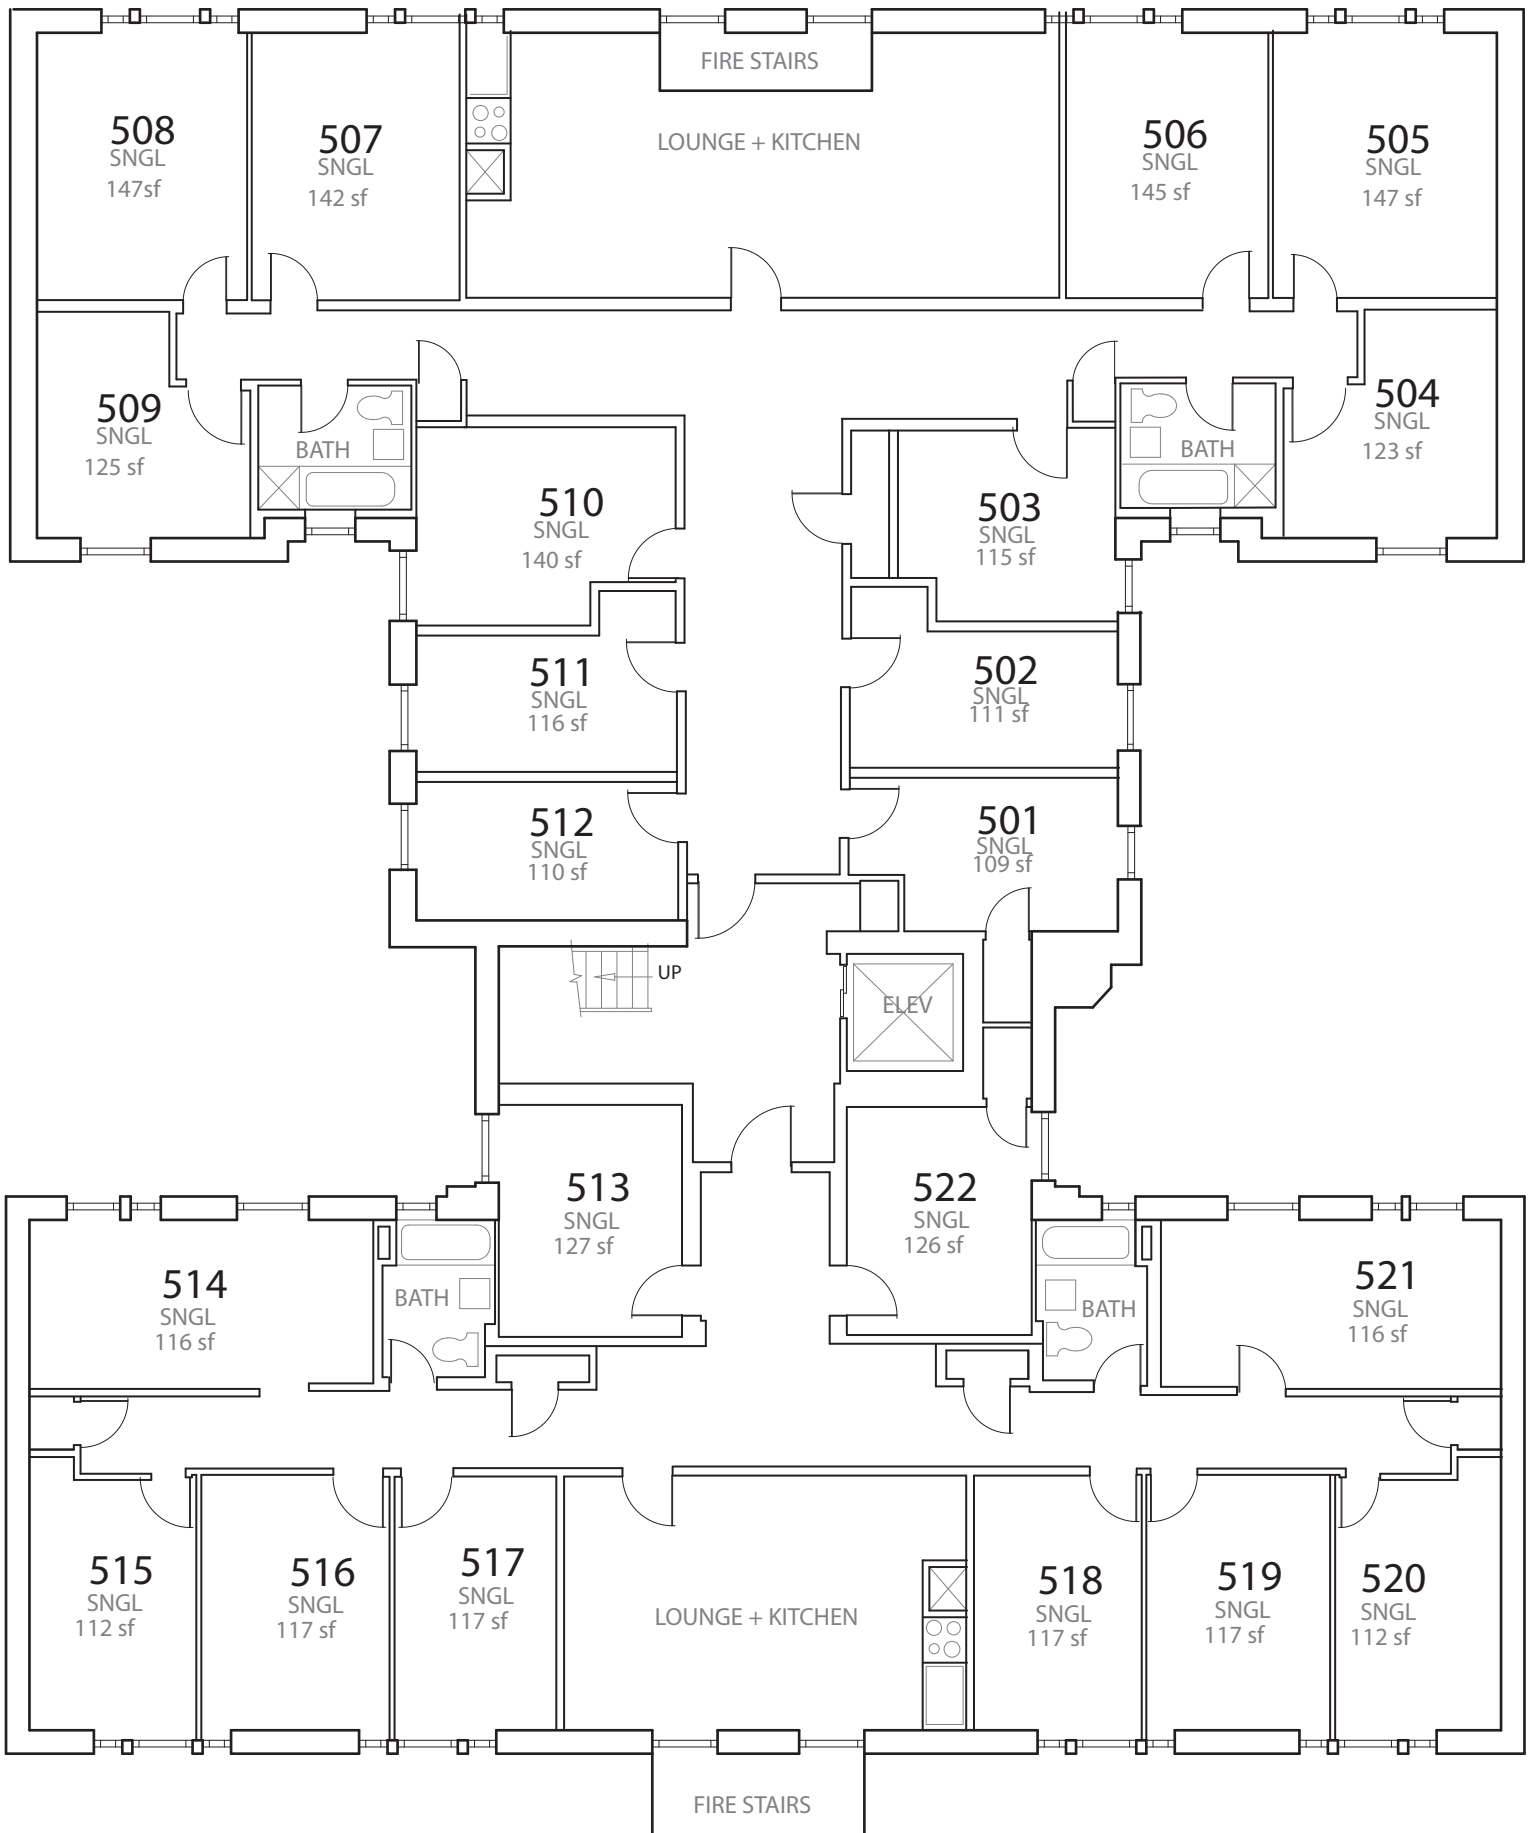 FIRE STAIRS
508
SNGL
147sf
507
SNGL
142 sf
LOUNGE + KITCHEN
506
SNGL
145 sf
505
SNGL
147 sf
509
SNGL
125 sf
BATH
510
SNGL
140 sf
503
SNGL
115 sf
BATH
504
SNGL
123 sf
511
SNGL
116 sf
502
SNGL
111 sf
512
SNGL
110 sf
501
SNGL
109 sf
UP
ELEV
513
SNGL
127 sf
522
SNGL
126 sf
514
SNGL
116 sf
BATH
BATH
521
SNGL
116 sf
515
SNGL
112 sf
516
SNGL
117 sf
517
SNGL
117 sf
LOUNGE + KITCHEN
518
SNGL
117 sf
519
SNGL
117 sf
520
SNGL
112 sf
FIRE STAIRS